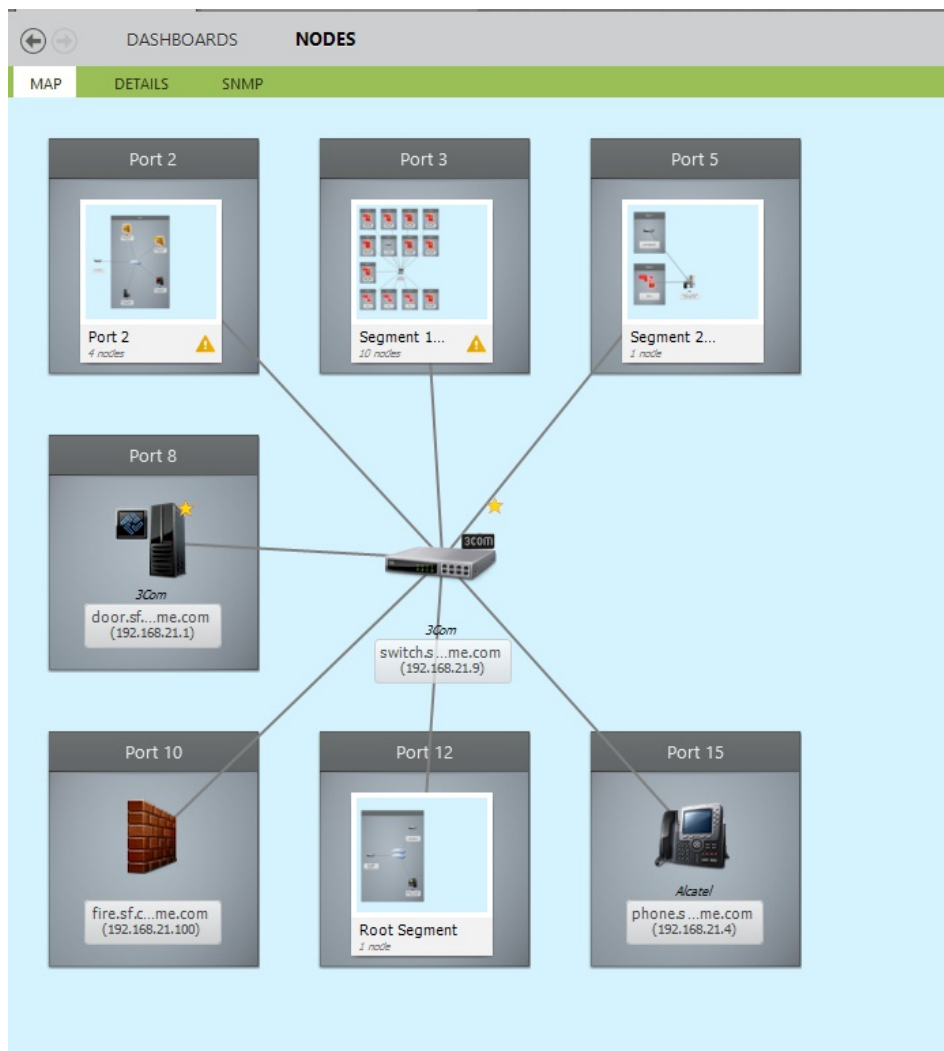 DASHBOARDS NODES
MAP DETAILS SNMP
Port 2 Port 3 Port 5
Port 2 Segment 1... Segment 2...
4 nodes 10 nodes 1 node
Port 8
3com
3Com
door.sf....me.com
(192.168.21.1)
3Com
switch.s ...me.com
(192.168.21.9)
Port 10 Port 12 Port 15
Alcatel
fire.sf.c...me.com Root Segment phone.s ...me.com
(192.168.21.100) 1 node (192.168.21.4)